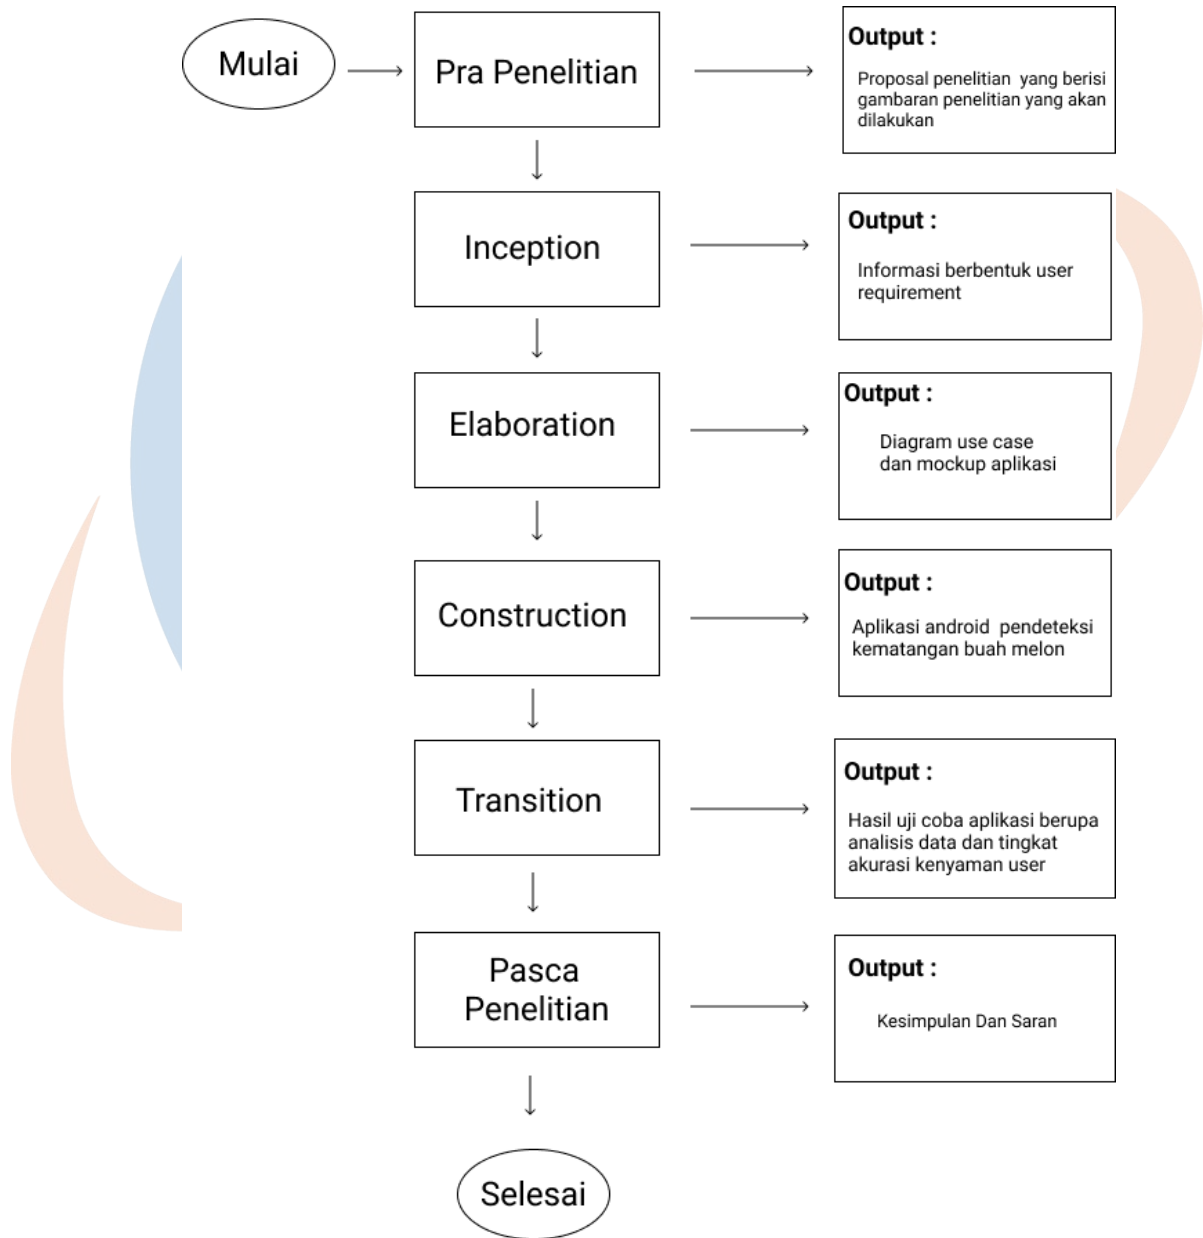 Mulai
Pra Penelitian
Output :
Proposal penelitian yang berisi
gambaran penelitian yang akan
dilakukan
Inception
Output :
Informasi berbentuk user
requirement
Elaboration
Output :
Diagram use case
dan mockup aplikasi
Construction
Output :
Aplikasi android pendeteksi
kematangan buah melon
Transition
Output :
Hasil uji coba aplikasi berupa
analisis data dan tingkat
akurasi kenyaman user
Pasca
Penelitian
Output :
Kesimpulan Dan Saran
Selesai